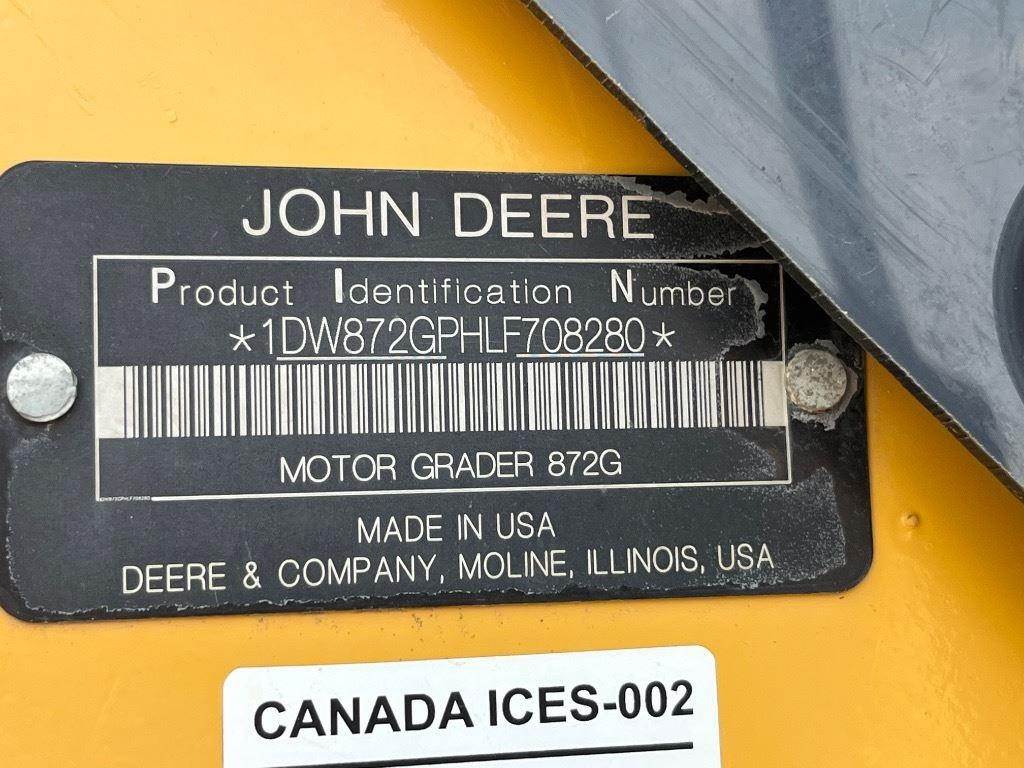 JOHN DEERE
Product Identification Number
*1DW872GPHLF708280*
MOTOR GRADER 872G
1DW872GPHLF708280
MADE IN USA
DEERE & COMPANY, MOLINE, ILLINOIS, USA
CANADA ICES-002